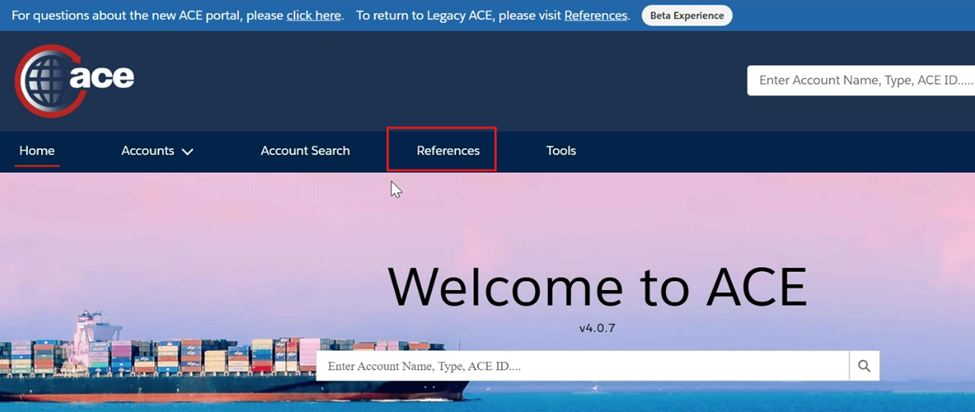 For questions about the new ACE portal, please click here. To return to Legacy ACE, please visit References. Beta Experience
ace
Enter Account Name, Type, ACE ID.....
Home Accounts Account Search References Tools
Welcome to ACE
v4.0.7
Enter Account Name, Type, ACE ID....